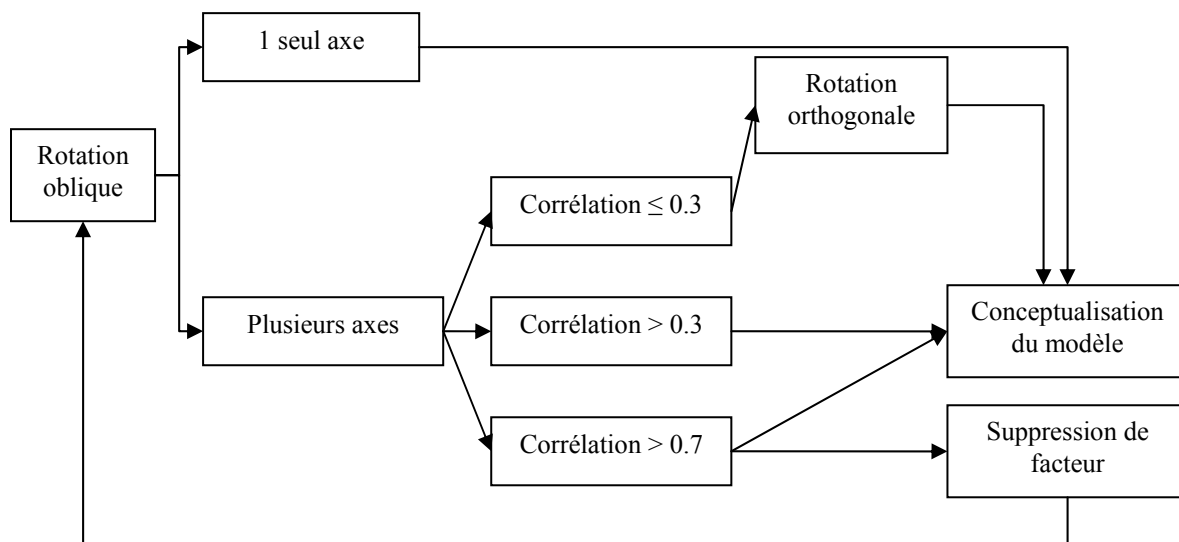 1 seul axe
Rotation
orthogonale
Rotation
oblique
Corrélation ≤ 0.3
Plusieurs axes
Corrélation > 0.3
Conceptualisation
du modèle
Corrélation > 0.7
Suppression de
facteur